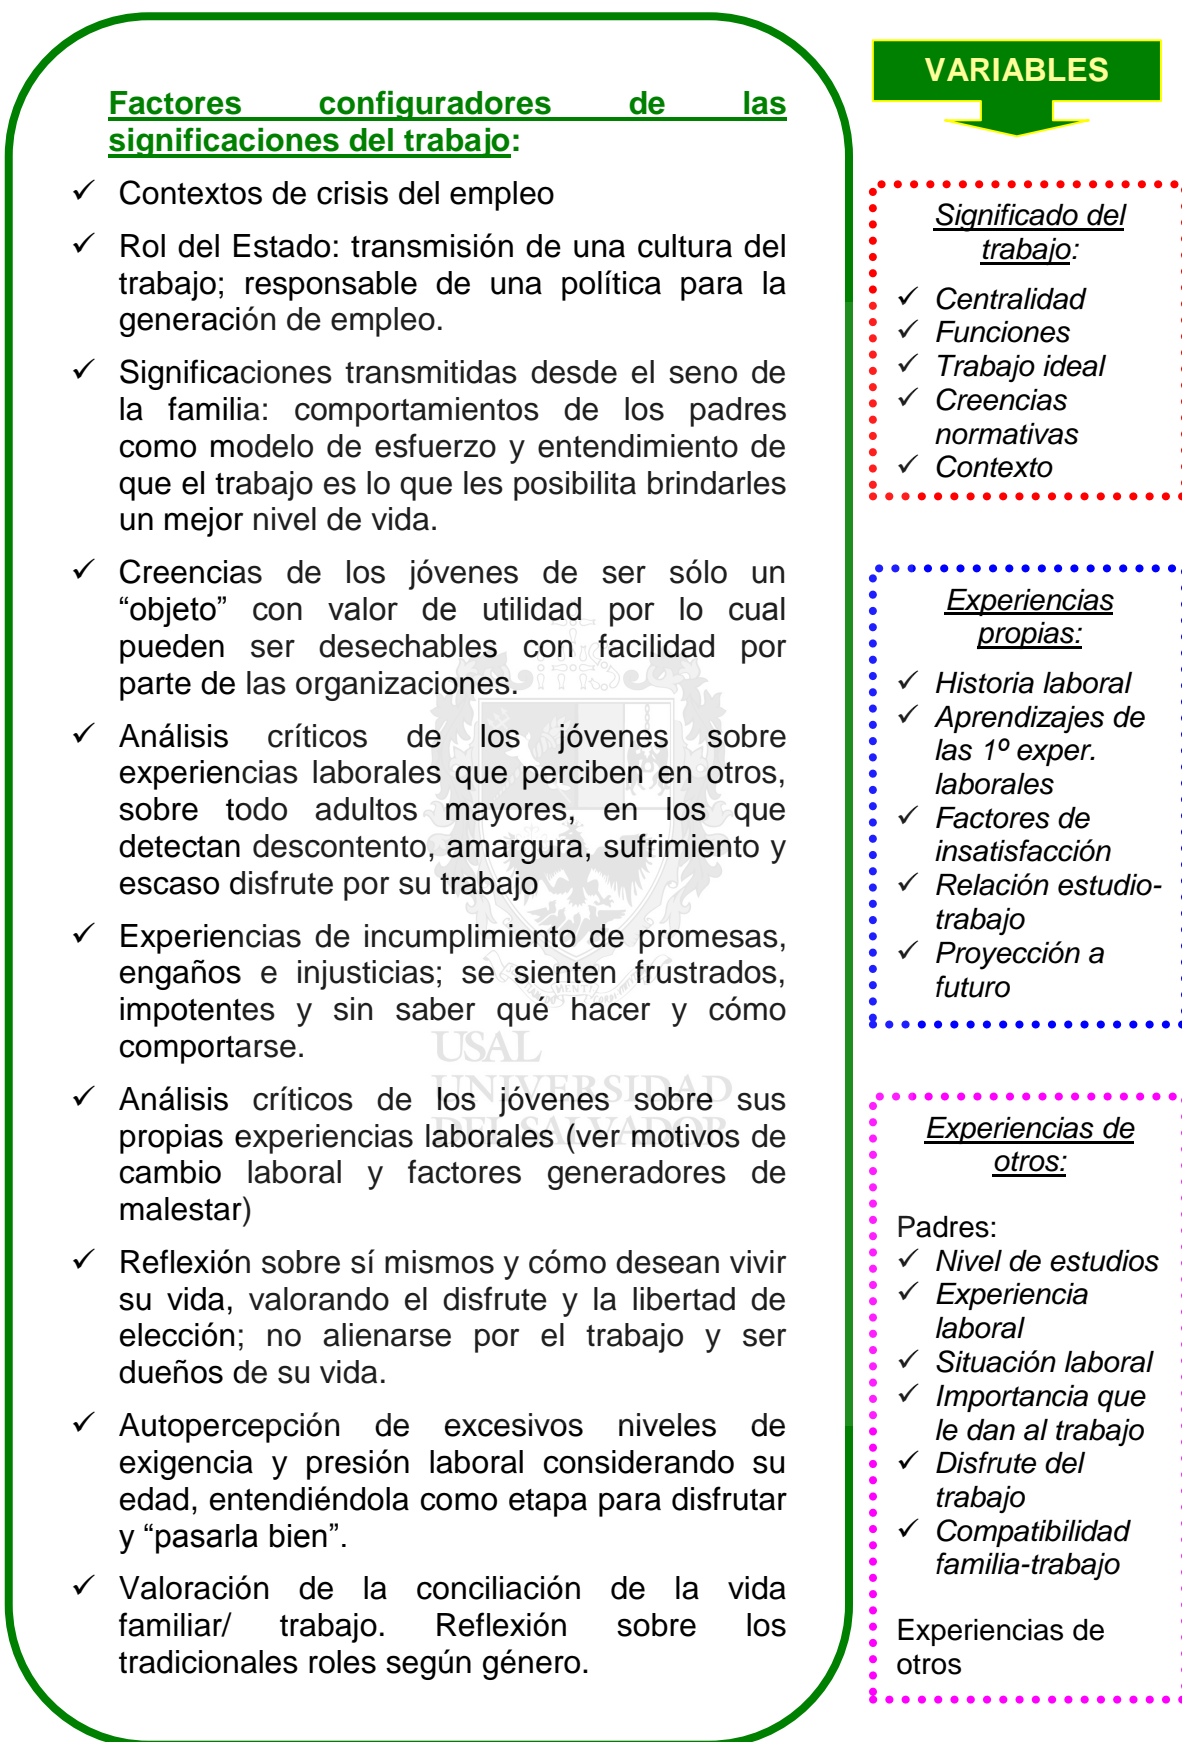 Factores configuradores de las
significaciones del trabajo:
✓ Contextos de crisis del empleo
✓ Rol del Estado: transmisión de una cultura del
trabajo; responsable de una política para la
generación de empleo.
✓ Significaciones transmitidas desde el seno de
la familia: comportamientos de los padres
como modelo de esfuerzo y entendimiento de
que el trabajo es lo que les posibilita brindarles
un mejor nivel de vida.
✓ Creencias de los jóvenes de ser sólo un
“objeto” con valor de utilidad por lo cual
pueden ser desechables con facilidad por
parte de las organizaciones.
✓ Análisis críticos de los jóvenes sobre
experiencias laborales que perciben en otros,
sobre todo adultos mayores, en los que
detectan descontento, amargura, sufrimiento y
escaso disfrute por su trabajo
✓ Experiencias de incumplimiento de promesas,
engaños e injusticias; se sienten frustrados,
impotentes y sin saber qué hacer y cómo
comportarse.
✓ Análisis críticos de los jóvenes sobre sus
propias experiencias laborales (ver motivos de
cambio laboral y factores generadores de
malestar)
✓ Reflexión sobre sí mismos y cómo desean vivir
su vida, valorando el disfrute y la libertad de
elección; no alienarse por el trabajo y ser
dueños de su vida.
✓ Autopercepción de excesivos niveles de
exigencia y presión laboral considerando su
edad, entendiéndola como etapa para disfrutar
y “pasarla bien”.
✓ Valoración de la conciliación de la vida
familiar/ trabajo. Reflexión sobre los
tradicionales roles según género.
USAL
UNIVERSIDAD
DEL SALVADOR
VARIABLES
Significado del
trabajo:
✓ Centralidad
✓ Funciones
✓ Trabajo ideal
✓ Creencias
normativas
✓ Contexto
Experiencias
propias:
✓ Historia laboral
✓ Aprendizajes de
las 1º exper.
laborales
✓ Factores de
insatisfacción
✓ Relación estudio-
trabajo
✓ Proyección a
futuro
Experiencias de
otros:
Padres:
✓ Nivel de estudios
✓ Experiencia
laboral
✓ Situación laboral
✓ Importancia que
le dan al trabajo
✓ Disfrute del
trabajo
✓ Compatibilidad
familia-trabajo
Experiencias de
otros